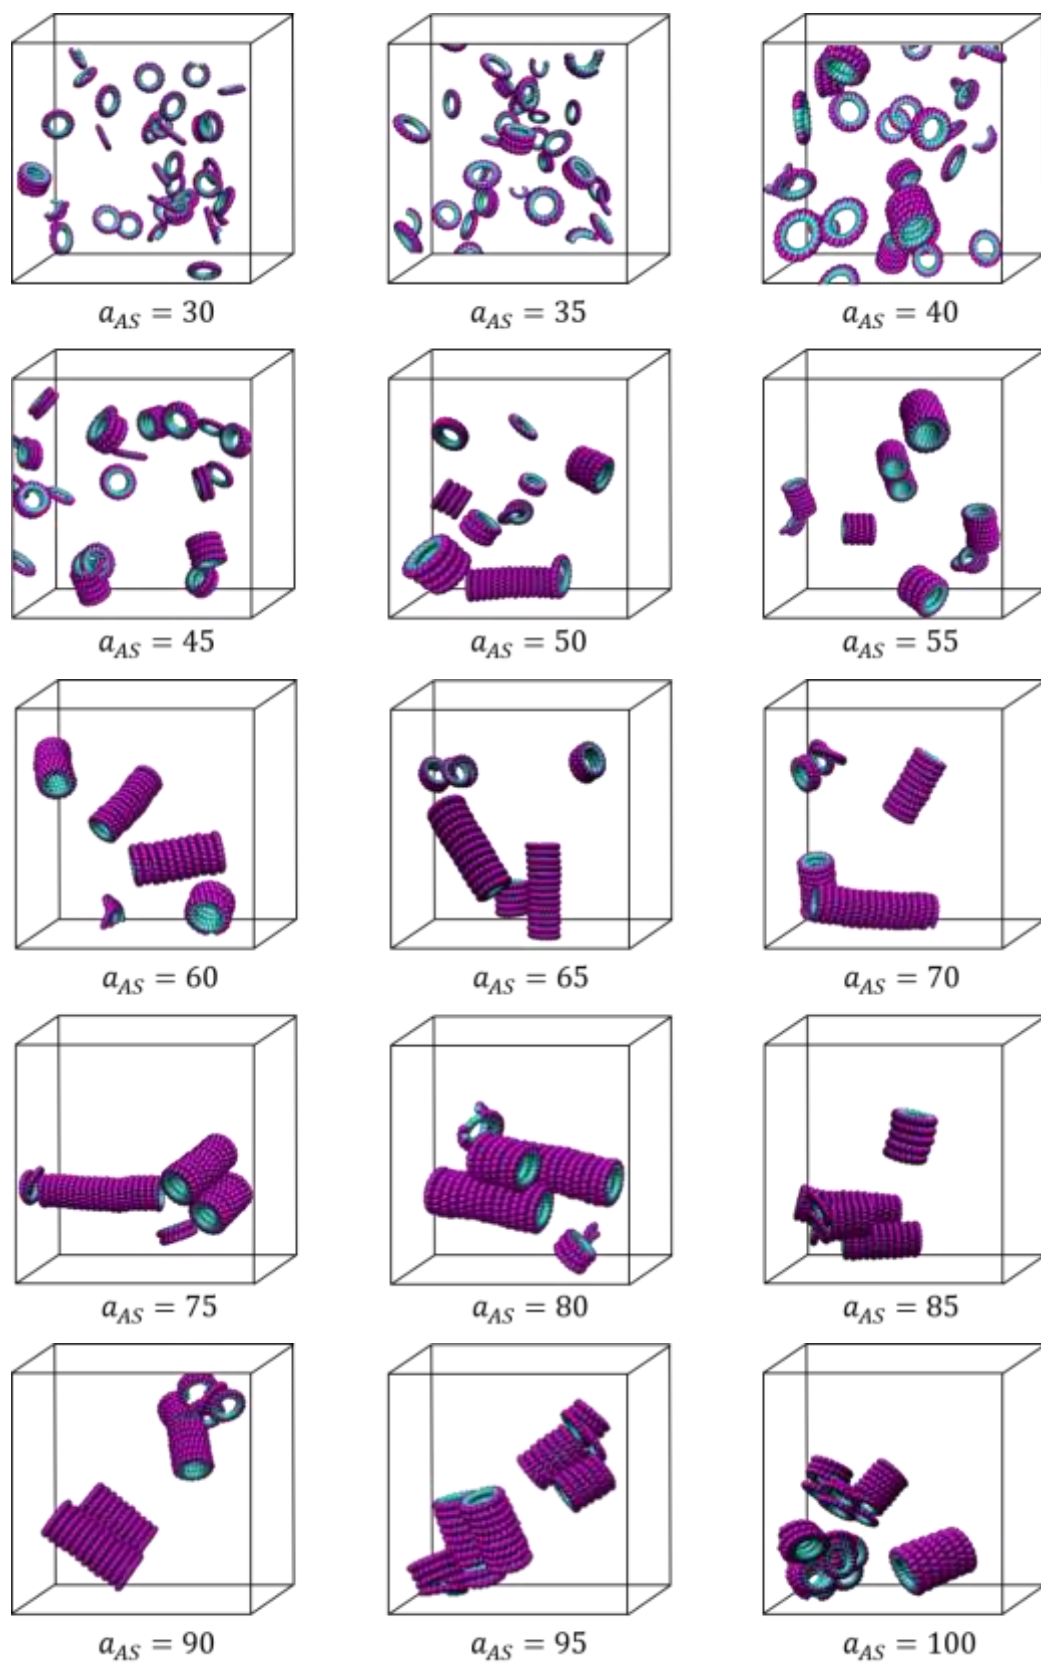 a_AS = 30
a_AS = 35
a_AS = 40
a_AS = 45
a_AS = 50
a_AS = 55
a_AS = 60
a_AS = 65
a_AS = 70
a_AS = 75
a_AS = 80
a_AS = 85
a_AS = 90
a_AS = 95
a_AS = 100